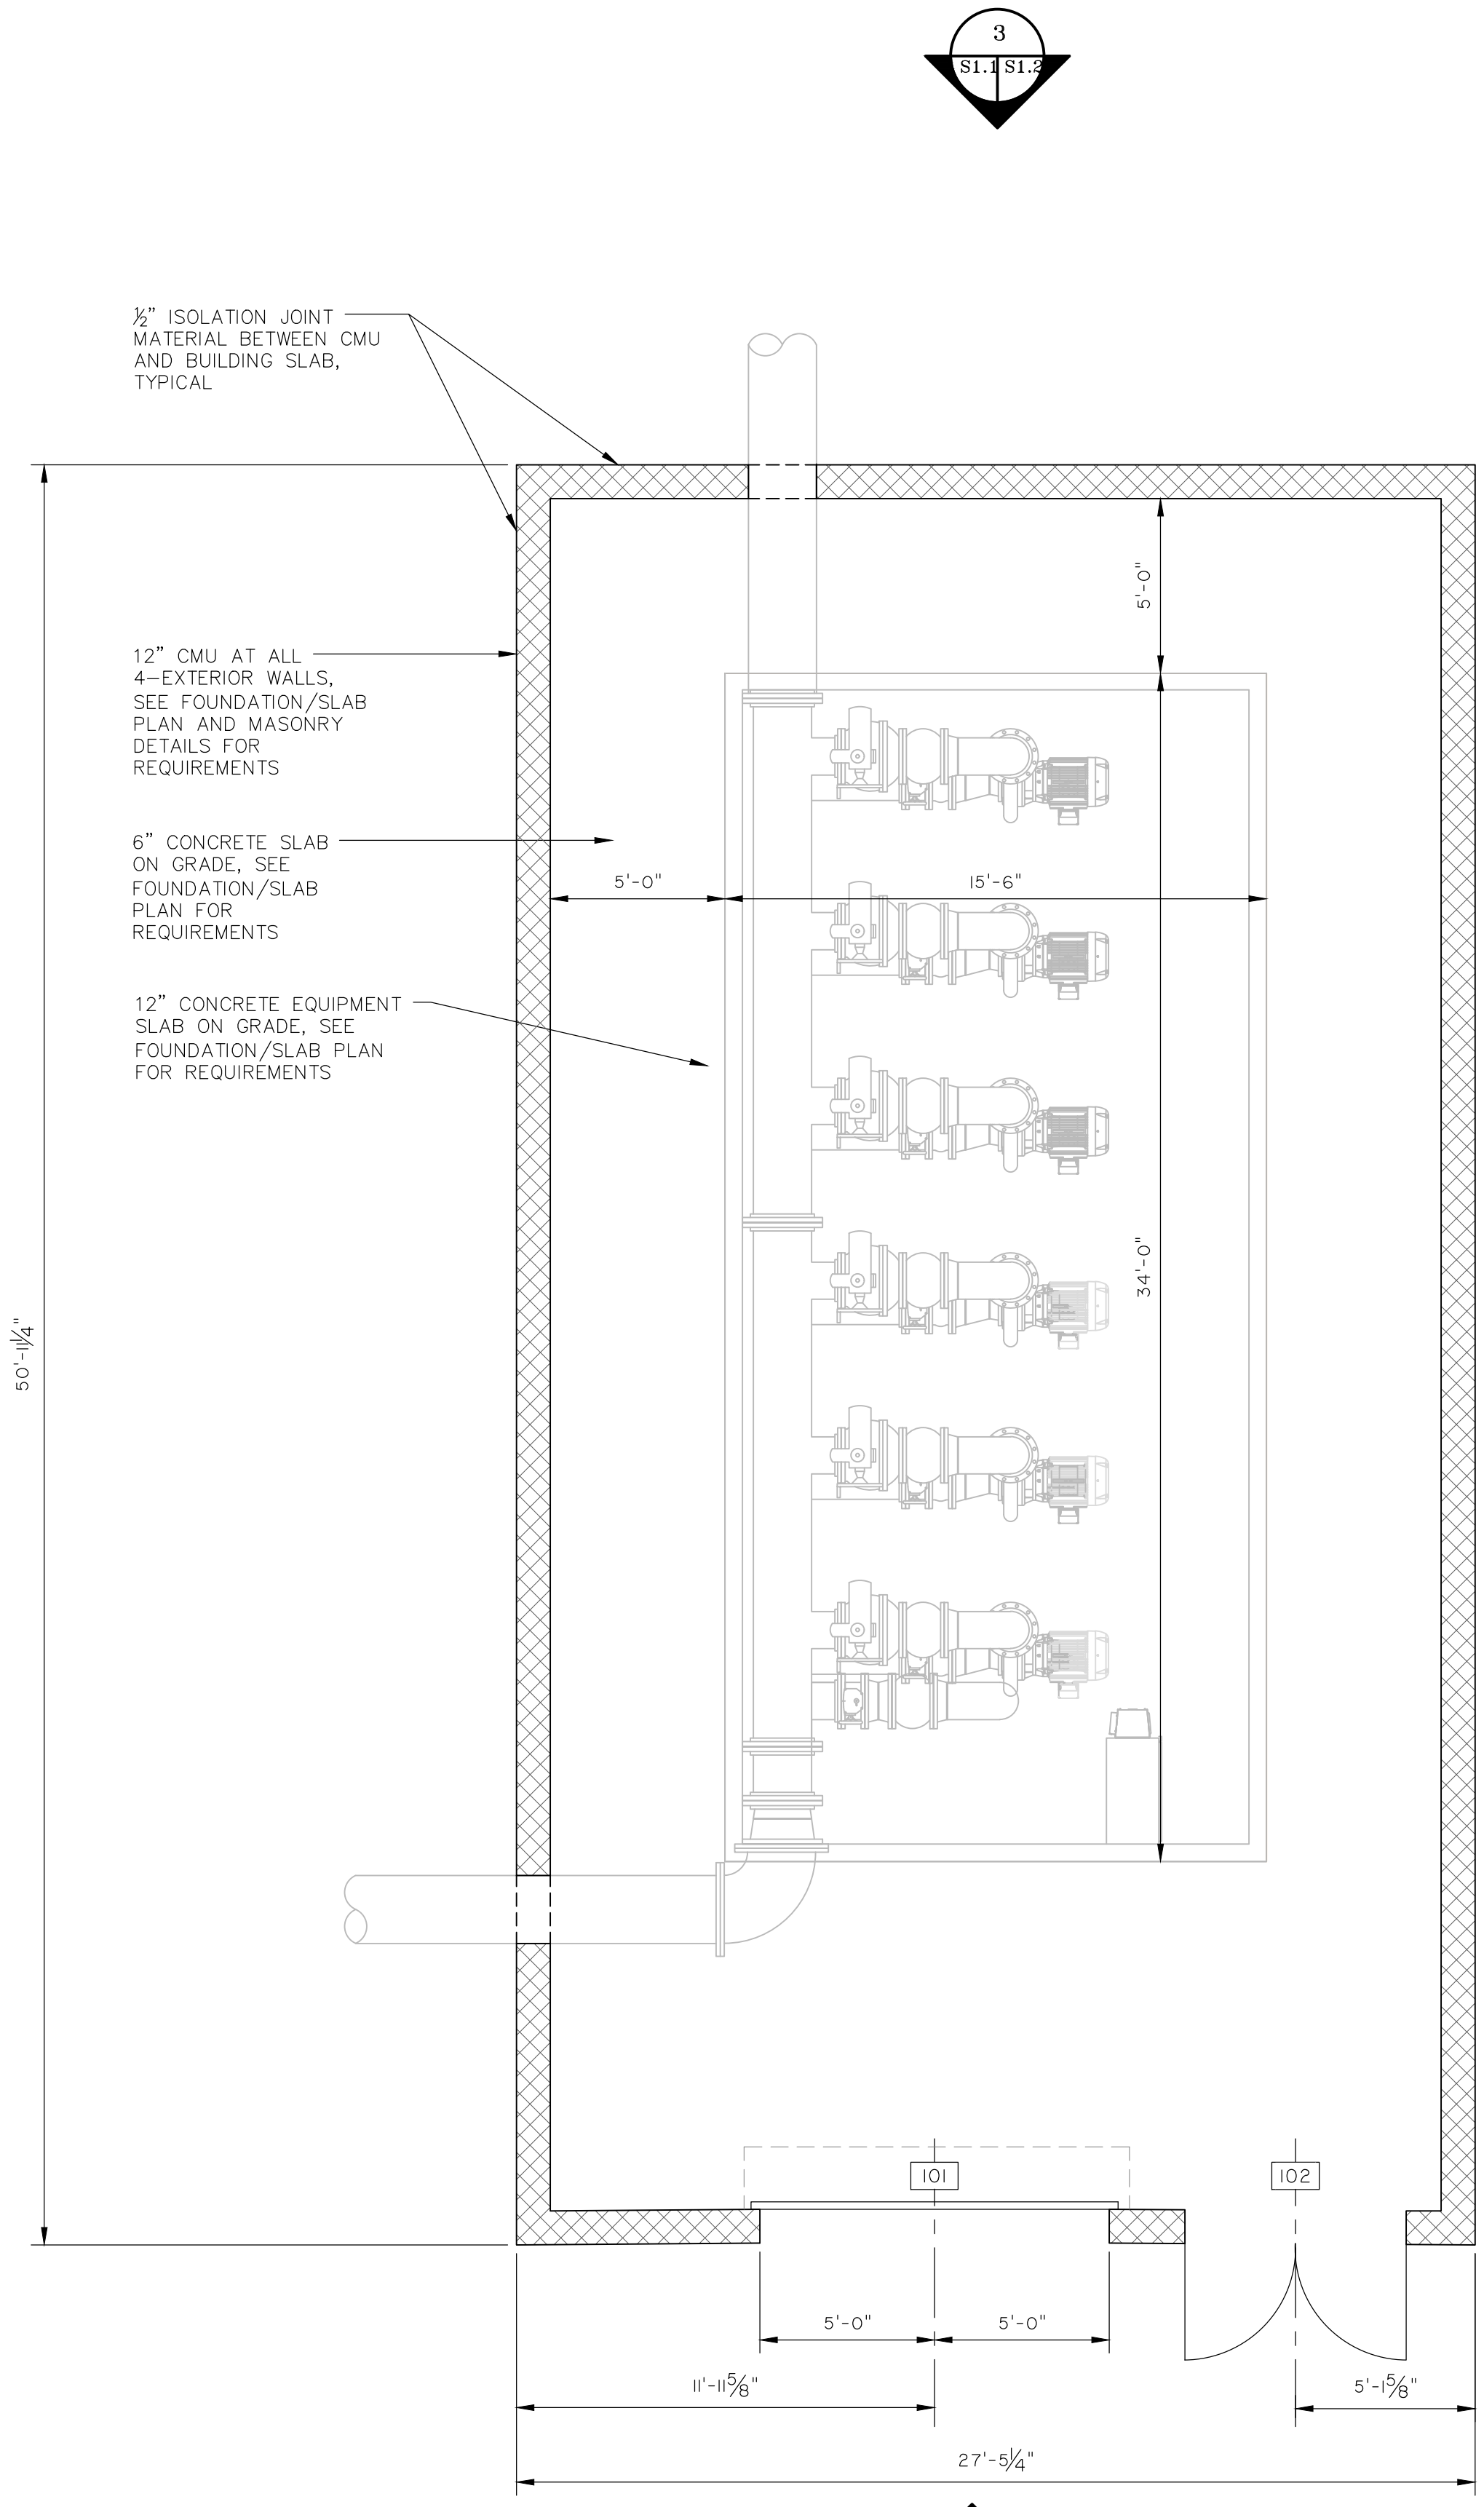 3
S1.1 S1.2
½” ISOLATION JOINT
MATERIAL BETWEEN CMU
AND BUILDING SLAB,
TYPICAL
5'-0"
12” CMU AT ALL
4-EXTERIOR WALLS,
SEE FOUNDATION/SLAB
PLAN AND MASONRY
DETAILS FOR
REQUIREMENTS
6” CONCRETE SLAB
ON GRADE, SEE
FOUNDATION/SLAB
PLAN FOR
REQUIREMENTS
5'-0"
15'-6"
12” CONCRETE EQUIPMENT
SLAB ON GRADE, SEE
FOUNDATION/SLAB PLAN
FOR REQUIREMENTS
34'-0"
50'-11¼"
101
102
5'-0"
5'-0"
11'-11⅝"
5'-1⅝"
27'-5¼"